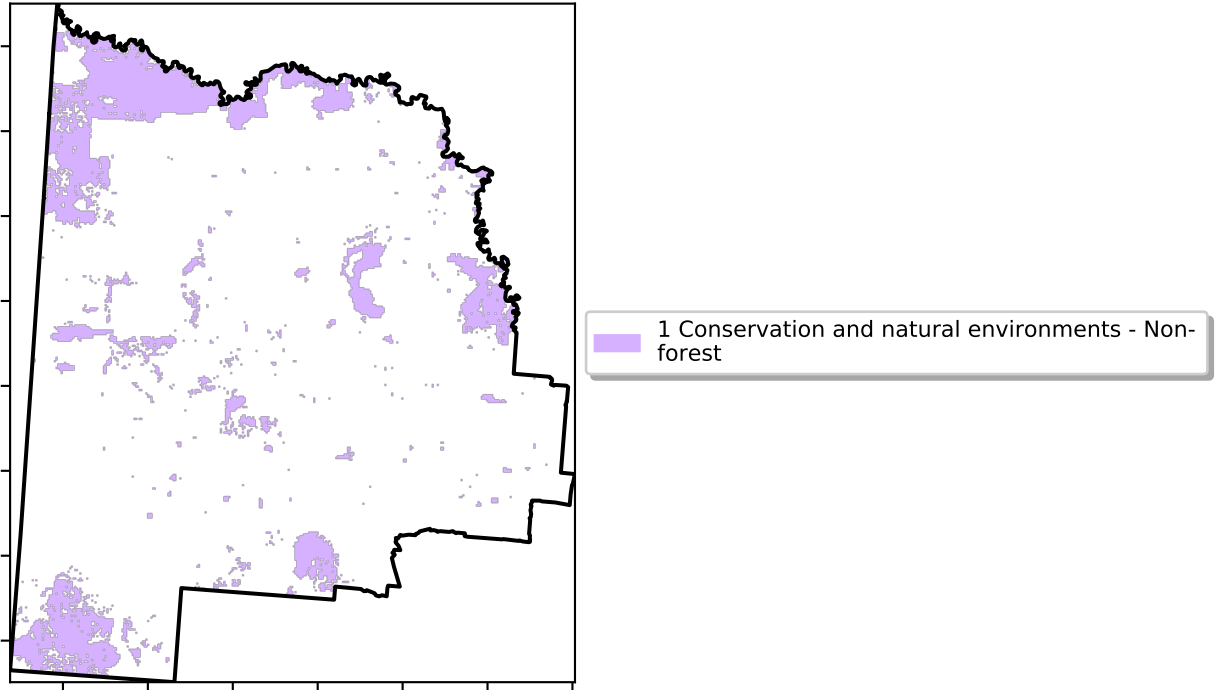 1 Conservation and natural environments - Non-
forest